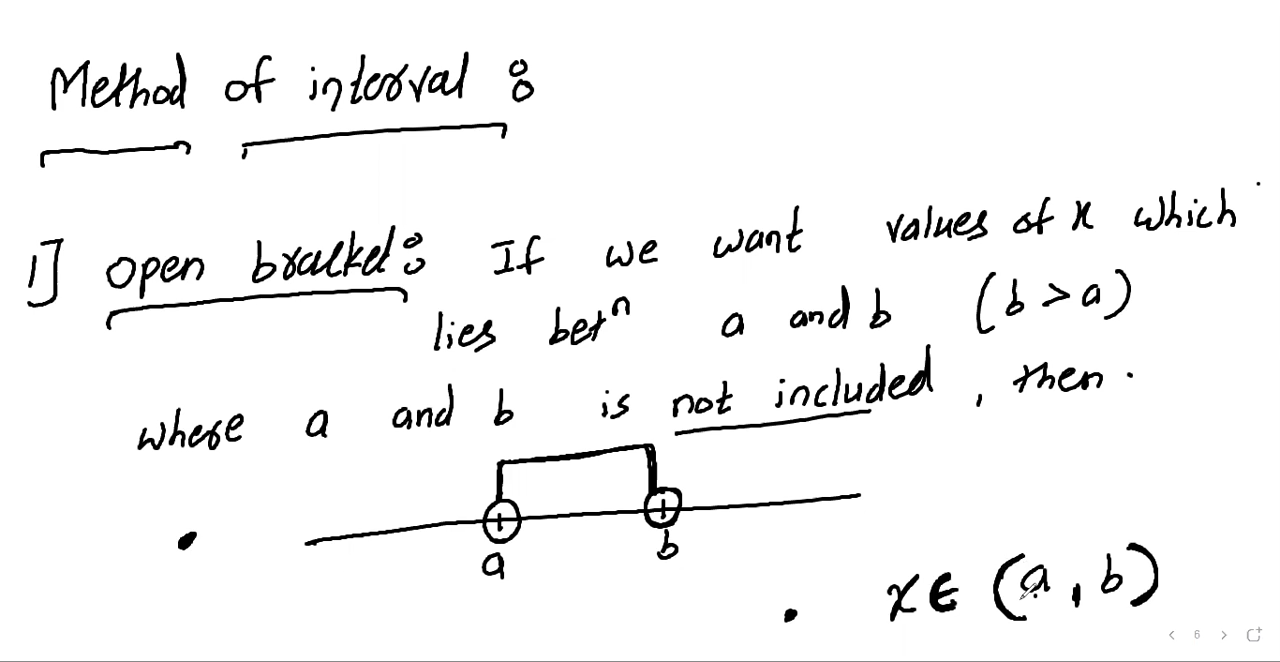 Method of interval :
1] open bracket : If we want values of x which
lies betⁿ a and b (b > a)
where a and b is not included, then.
a b
x ∈ (a, b)
6